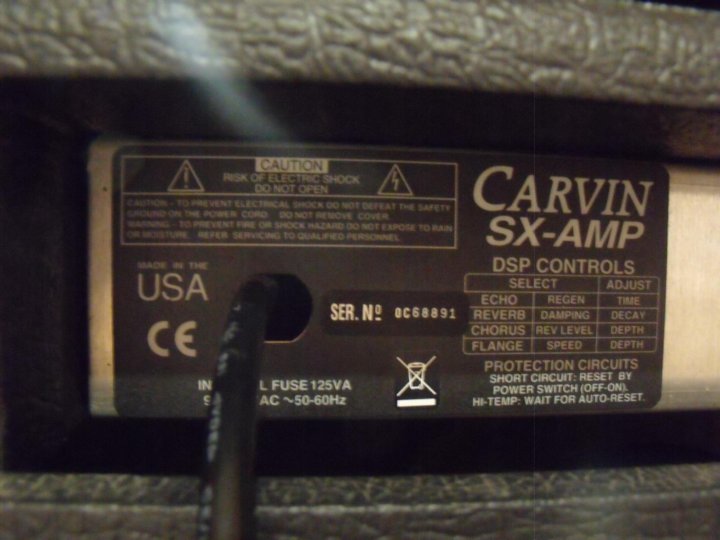 CAUTION
RISK OF ELECTRIC SHOCK
DO NOT OPEN
CAUTION - TO PREVENT ELECTRICAL SHOCK DO NOT DEFEAT THE SAFETY
GROUND ON THE POWER CORD. DO NOT REMOVE COVER.
WARNING - TO PREVENT FIRE OR SHOCK HAZARD DO NOT EXPOSE TO RAIN
OR MOISTURE. REFER SERVICING TO QUALIFIED PERSONNEL.
MADE IN THE
USA
CE
SER. Nº 0C68891
FUSE 125VA
AC ~50-60Hz
CARVIN
SX-AMP
DSP CONTROLS
SELECT ADJUST
ECHO REGEN TIME
REVERB DAMPING DECAY
CHORUS REV LEVEL DEPTH
FLANGE SPEED DEPTH
PROTECTION CIRCUITS
SHORT CIRCUIT: RESET BY
POWER SWITCH (OFF-ON).
HI-TEMP: WAIT FOR AUTO-RESET.